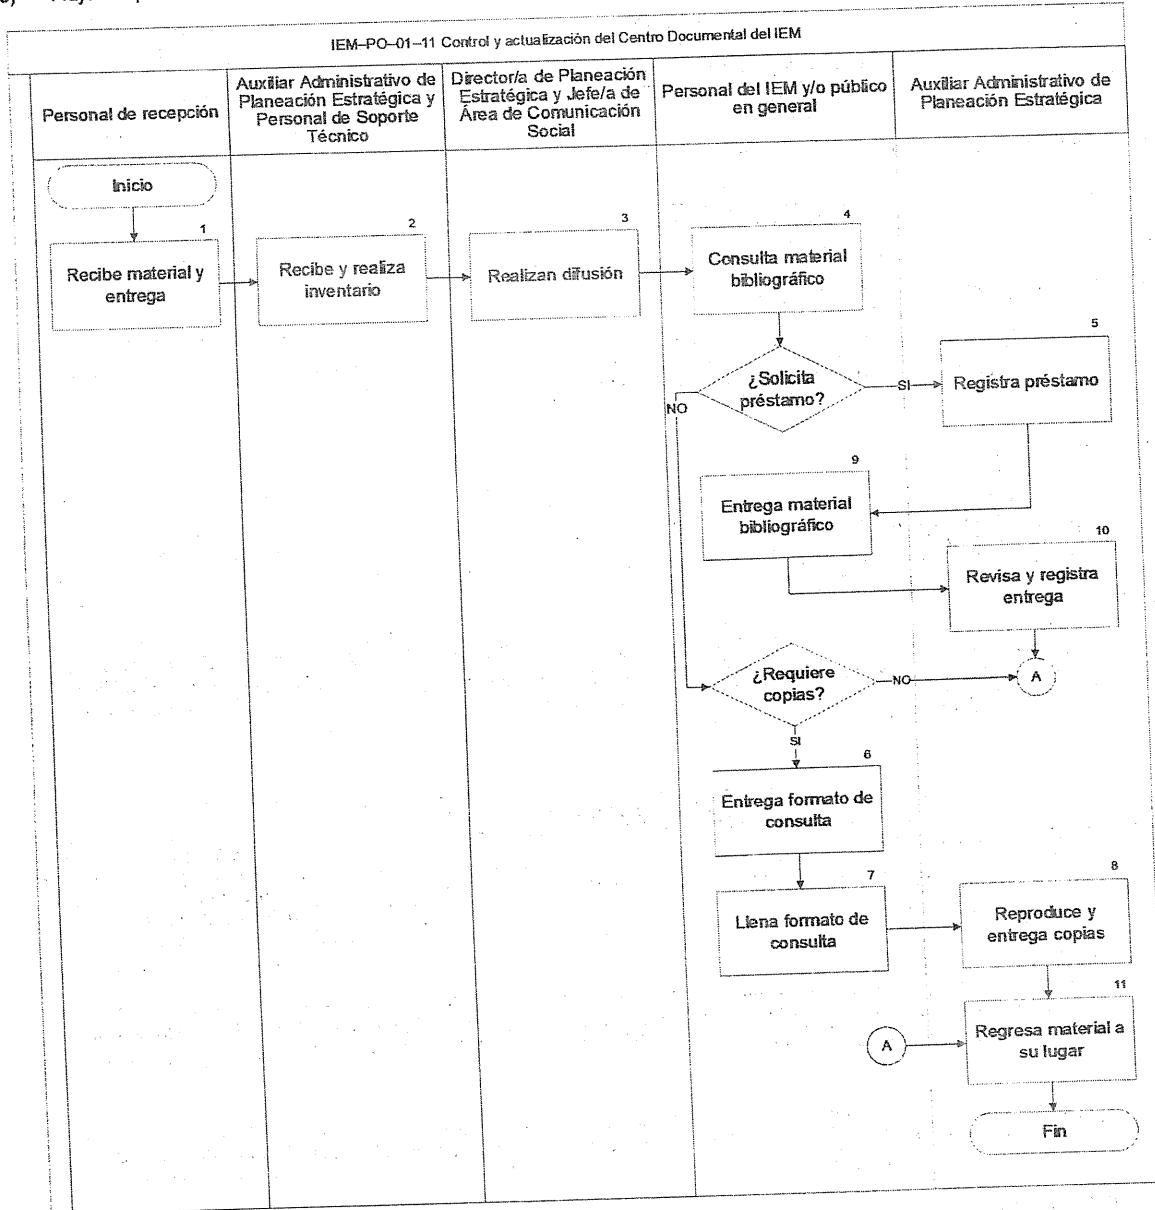 IEM–PO–01–11 Control y actualización del Centro Documental del IEM
Personal de recepción
Auxiliar Administrativo de
Planeación Estratégica y
Personal de Soporte
Técnico
Director/a de Planeación
Estratégica y Jefe/a de
Área de Comunicación
Social
Personal del IEM y/o público
en general
Auxiliar Administrativo de
Planeación Estratégica
Inicio
1
Recibe material y
entrega
2
Recibe y realiza
inventario
3
Realizan difusión
4
Consulta material
bibliográfico
¿Solicita
préstamo?
SI
NO
5
Registra préstamo
9
Entrega material
bibliográfico
10
Revisa y registra
entrega
¿Requiere
copias?
NO
A
SI
6
Entrega formato de
consulta
7
Llena formato de
consulta
8
Reproduce y
entrega copias
11
Regresa material a
su lugar
A
Fin